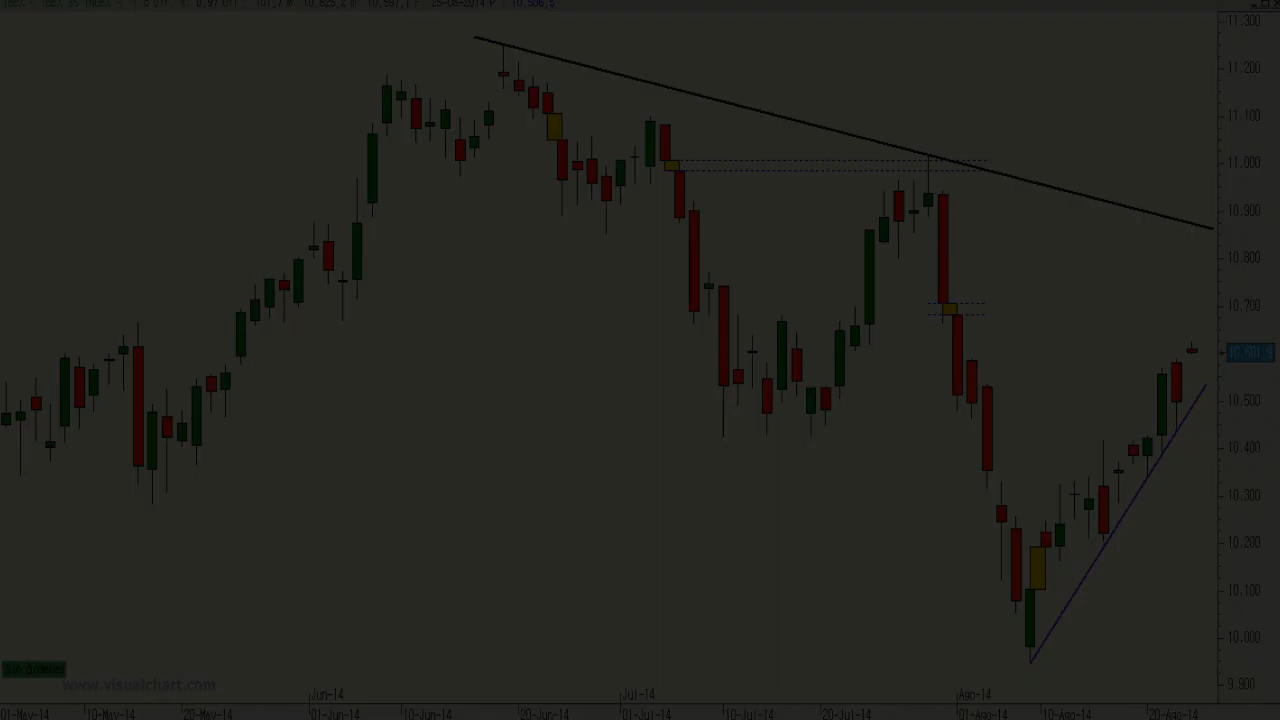 11.300
11.200
11.100
11.000
10.900
10.800
10.700
10.500
10.400
10.300
10.200
10.100
10.000
9.900
www.visualchart.com
Jun-14
Jul-14
Ago-14
01-May-14 10-May-14 20-May-14 01-Jun-14 10-Jun-14 20-Jun-14 01-Jul-14 10-Jul-14 20-Jul-14 01-Ago-14 10-Ago-14 20-Ago-14